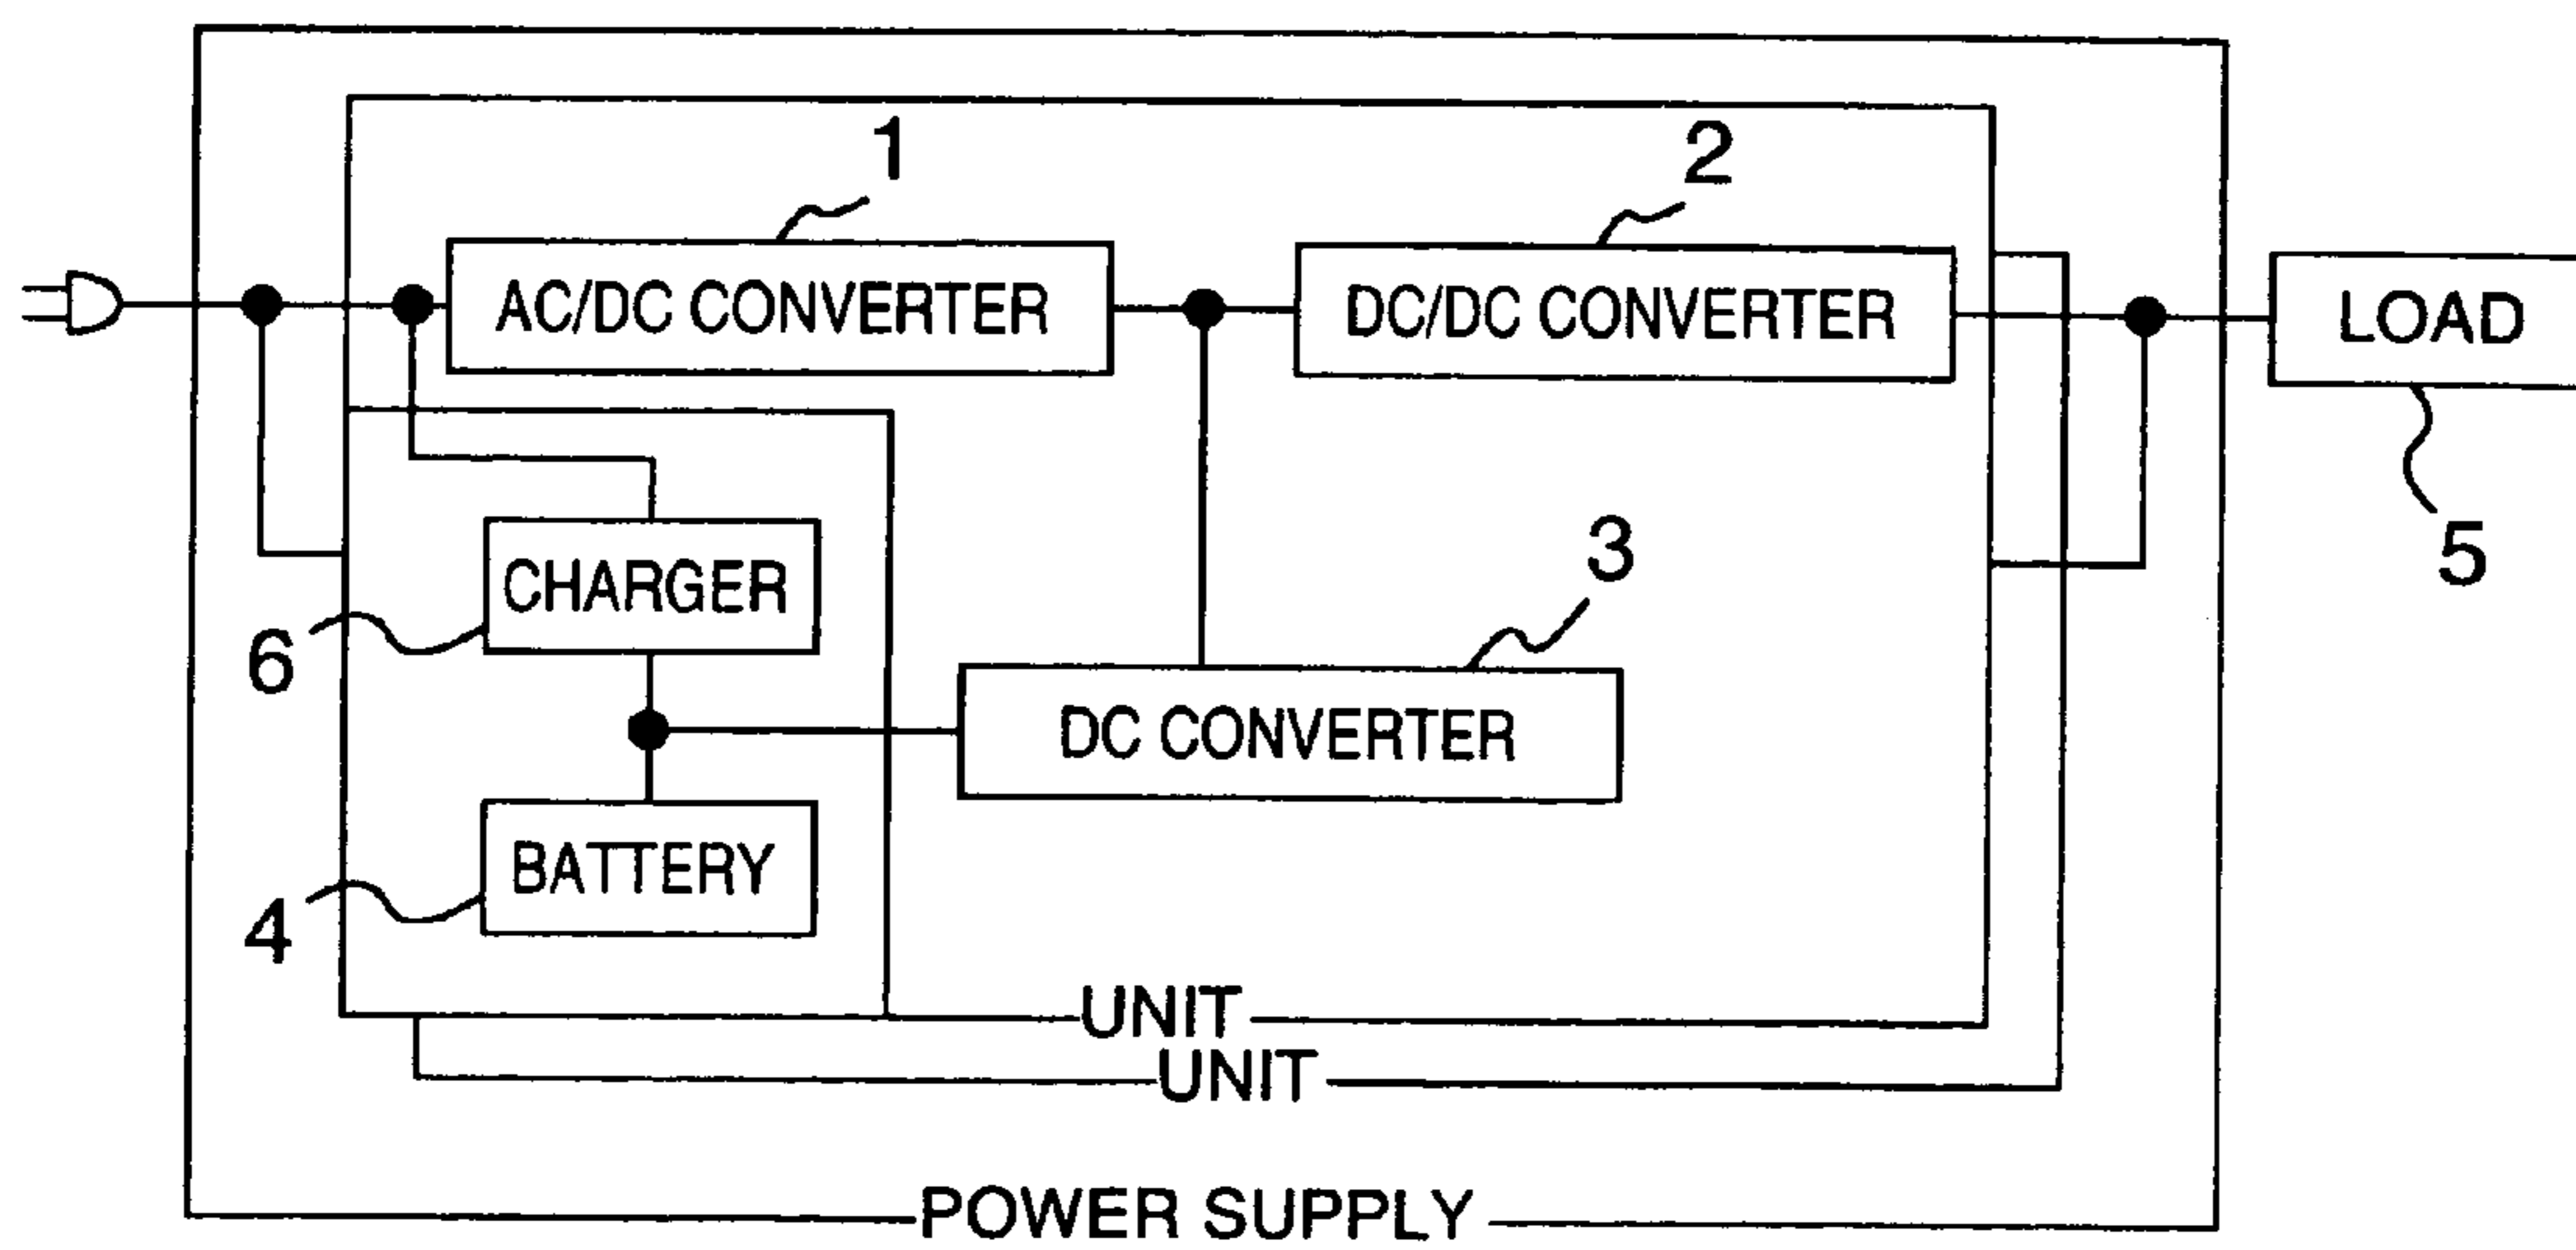 1
2
AC/DC CONVERTER
DC/DC CONVERTER
LOAD
5
3
CHARGER
6
DC CONVERTER
BATTERY
4
UNIT
UNIT
POWER SUPPLY